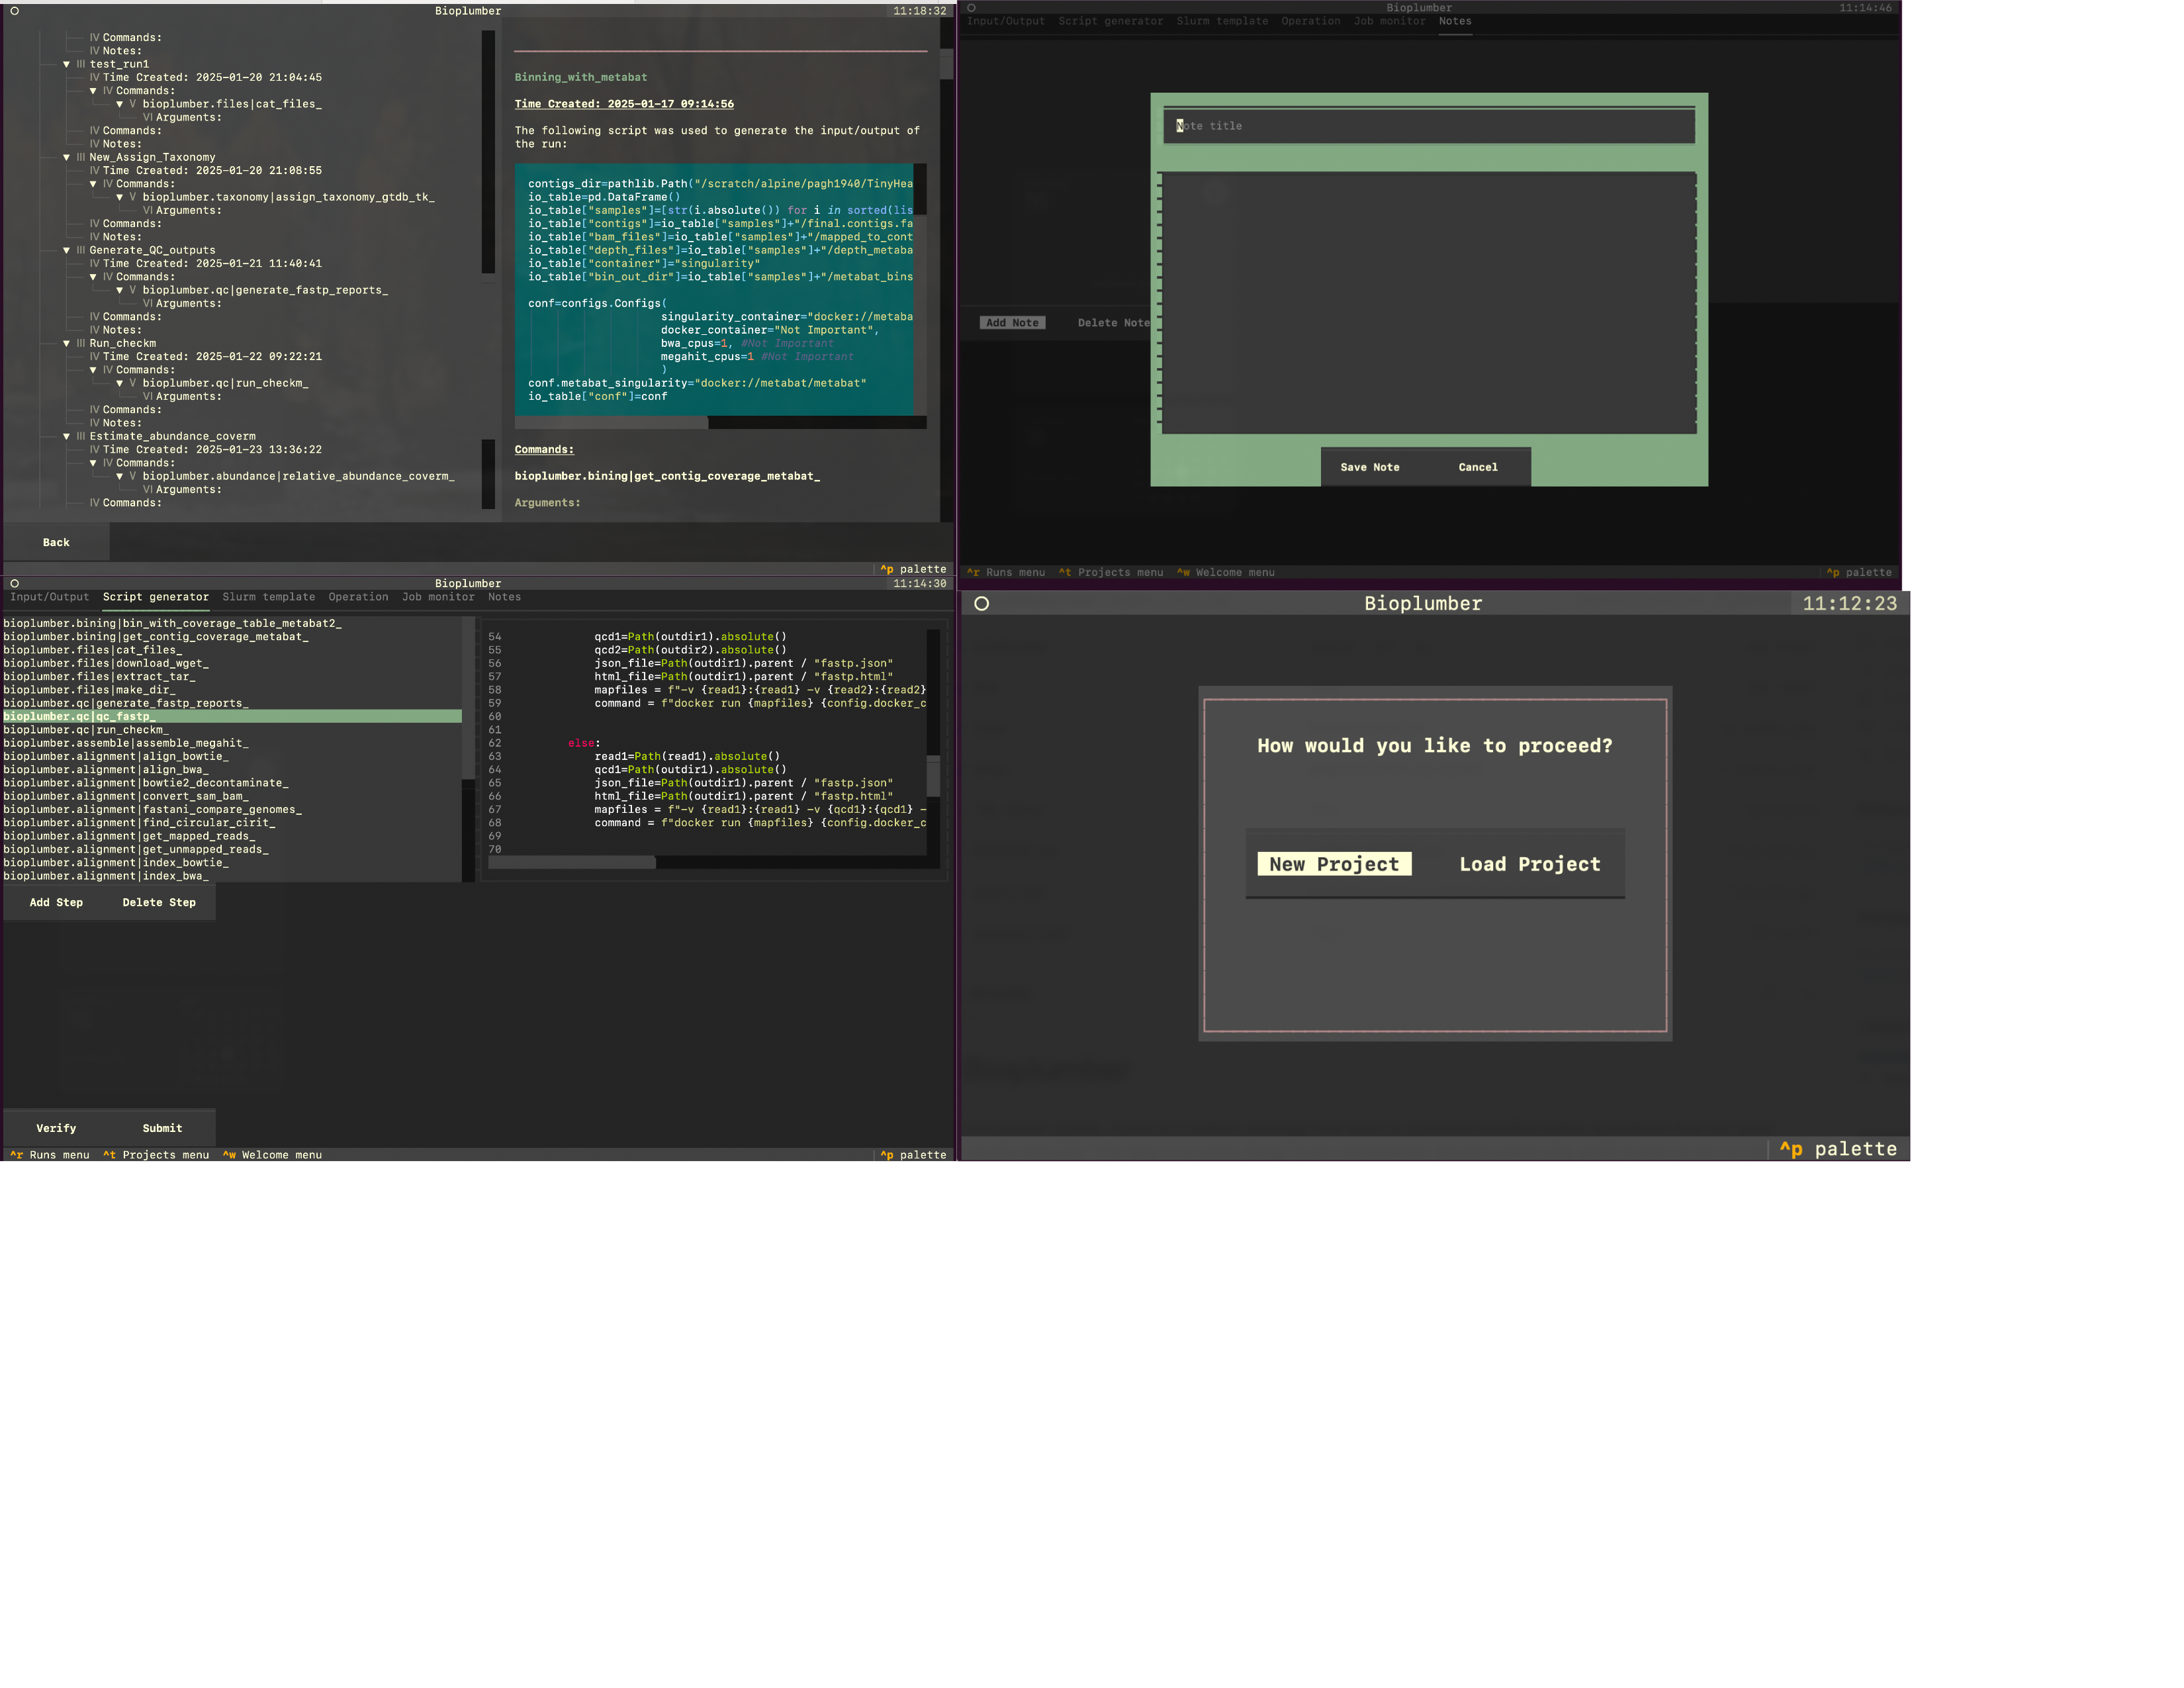 Bioplumber 11:18:32
IV Commands:
IV Notes:
▼ III test_run1
IV Time Created: 2025-01-20 21:04:45
▼ IV Commands:
▼ V bioplumber.files|cat_files_
VI Arguments:
IV Commands:
IV Notes:
▼ III New_Assign_Taxonomy
IV Time Created: 2025-01-20 21:08:55
▼ IV Commands:
▼ V bioplumber.taxonomy|assign_taxonomy_gtdb_tk_
VI Arguments:
IV Commands:
IV Notes:
▼ III Generate_QC_outputs
IV Time Created: 2025-01-21 11:40:41
▼ IV Commands:
▼ V bioplumber.qc|generate_fastp_reports_
VI Arguments:
IV Commands:
IV Notes:
▼ III Run_checkm
IV Time Created: 2025-01-22 09:22:21
▼ IV Commands:
▼ V bioplumber.qc|run_checkm_
VI Arguments:
IV Commands:
IV Notes:
▼ III Estimate_abundance_coverm
IV Time Created: 2025-01-23 13:36:22
▼ IV Commands:
▼ V bioplumber.abundance|relative_abundance_coverm_
VI Arguments:
IV Commands:
Binning_with_metabat
Time Created: 2025-01-17 09:14:56
The following script was used to generate the input/output of
the run:
contigs_dir=pathlib.Path("/scratch/alpine/pagh1940/TinyHea
io_table=pd.DataFrame()
io_table["samples"]=[str(i.absolute()) for i in sorted(lis
io_table["contigs"]=io_table["samples"]+"/final.contigs.fa
io_table["bam_files"]=io_table["samples"]+"/mapped_to_cont
io_table["depth_files"]=io_table["samples"]+"/depth_metaba
io_table["container"]="singularity"
io_table["bin_out_dir"]=io_table["samples"]+"/metabat_bins
conf=configs.Configs(
singularity_container="docker://metaba
docker_container="Not Important",
bwa_cpus=1, #Not Important
megahit_cpus=1 #Not Important
)
conf.metabat_singularity="docker://metabat/metabat"
io_table["conf"]=conf
Commands:
bioplumber.bining|get_contig_coverage_metabat_
Arguments:
Back
^p palette
Bioplumber 11:14:46
Input/Output Script generator Slurm template Operation Job monitor Notes
Note title
Add Note Delete Note
Save Note Cancel
^r Runs menu ^t Projects menu ^w Welcome menu ^p palette
Bioplumber 11:14:30
Input/Output Script generator Slurm template Operation Job monitor Notes
bioplumber.bining|bin_with_coverage_table_metabat2_
bioplumber.bining|get_contig_coverage_metabat_
bioplumber.files|cat_files_
bioplumber.files|download_wget_
bioplumber.files|extract_tar_
bioplumber.files|make_dir_
bioplumber.qc|generate_fastp_reports_
bioplumber.qc|qc_fastp_
bioplumber.qc|run_checkm_
bioplumber.assemble|assemble_megahit_
bioplumber.alignment|align_bowtie_
bioplumber.alignment|align_bwa_
bioplumber.alignment|bowtie2_decontaminate_
bioplumber.alignment|convert_sam_bam_
bioplumber.alignment|fastani_compare_genomes_
bioplumber.alignment|find_circular_cirit_
bioplumber.alignment|get_mapped_reads_
bioplumber.alignment|get_unmapped_reads_
bioplumber.alignment|index_bowtie_
bioplumber.alignment|index_bwa_
54 qcd1=Path(outdir1).absolute()
55 qcd2=Path(outdir2).absolute()
56 json_file=Path(outdir1).parent / "fastp.json"
57 html_file=Path(outdir1).parent / "fastp.html"
58 mapfiles = f"-v {read1}:{read1} -v {read2}:{read2}
59 command = f"docker run {mapfiles} {config.docker_c
60
61
62 else:
63 read1=Path(read1).absolute()
64 qcd1=Path(outdir1).absolute()
65 json_file=Path(outdir1).parent / "fastp.json"
66 html_file=Path(outdir1).parent / "fastp.html"
67 mapfiles = f"-v {read1}:{read1} -v {qcd1}:{qcd1} -
68 command = f"docker run {mapfiles} {config.docker_c
69
70
Add Step Delete Step
Verify Submit
^r Runs menu ^t Projects menu ^w Welcome menu ^p palette
Bioplumber 11:12:23
How would you like to proceed?
New Project Load Project
^p palette